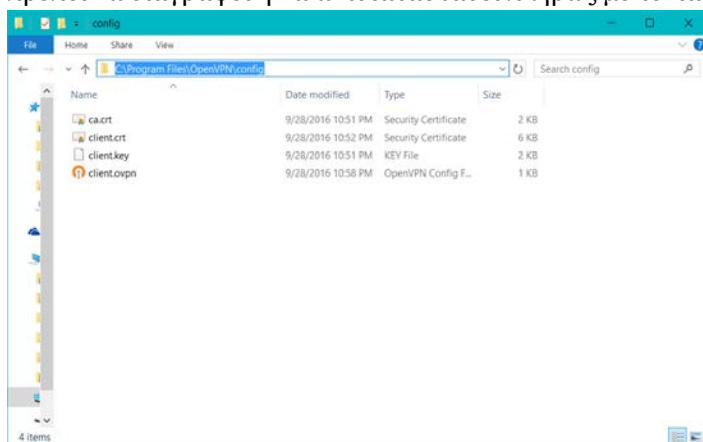 config
File Home Share View
C:\Program Files\OpenVPN\config
Search config
Name Date modified Type Size
ca.crt 9/28/2016 10:51 PM Security Certificate 2 KB
client.crt 9/28/2016 10:52 PM Security Certificate 6 KB
client.key 9/28/2016 10:51 PM KEY File 2 KB
client.ovpn 9/28/2016 10:58 PM OpenVPN Config F... 1 KB
4 items